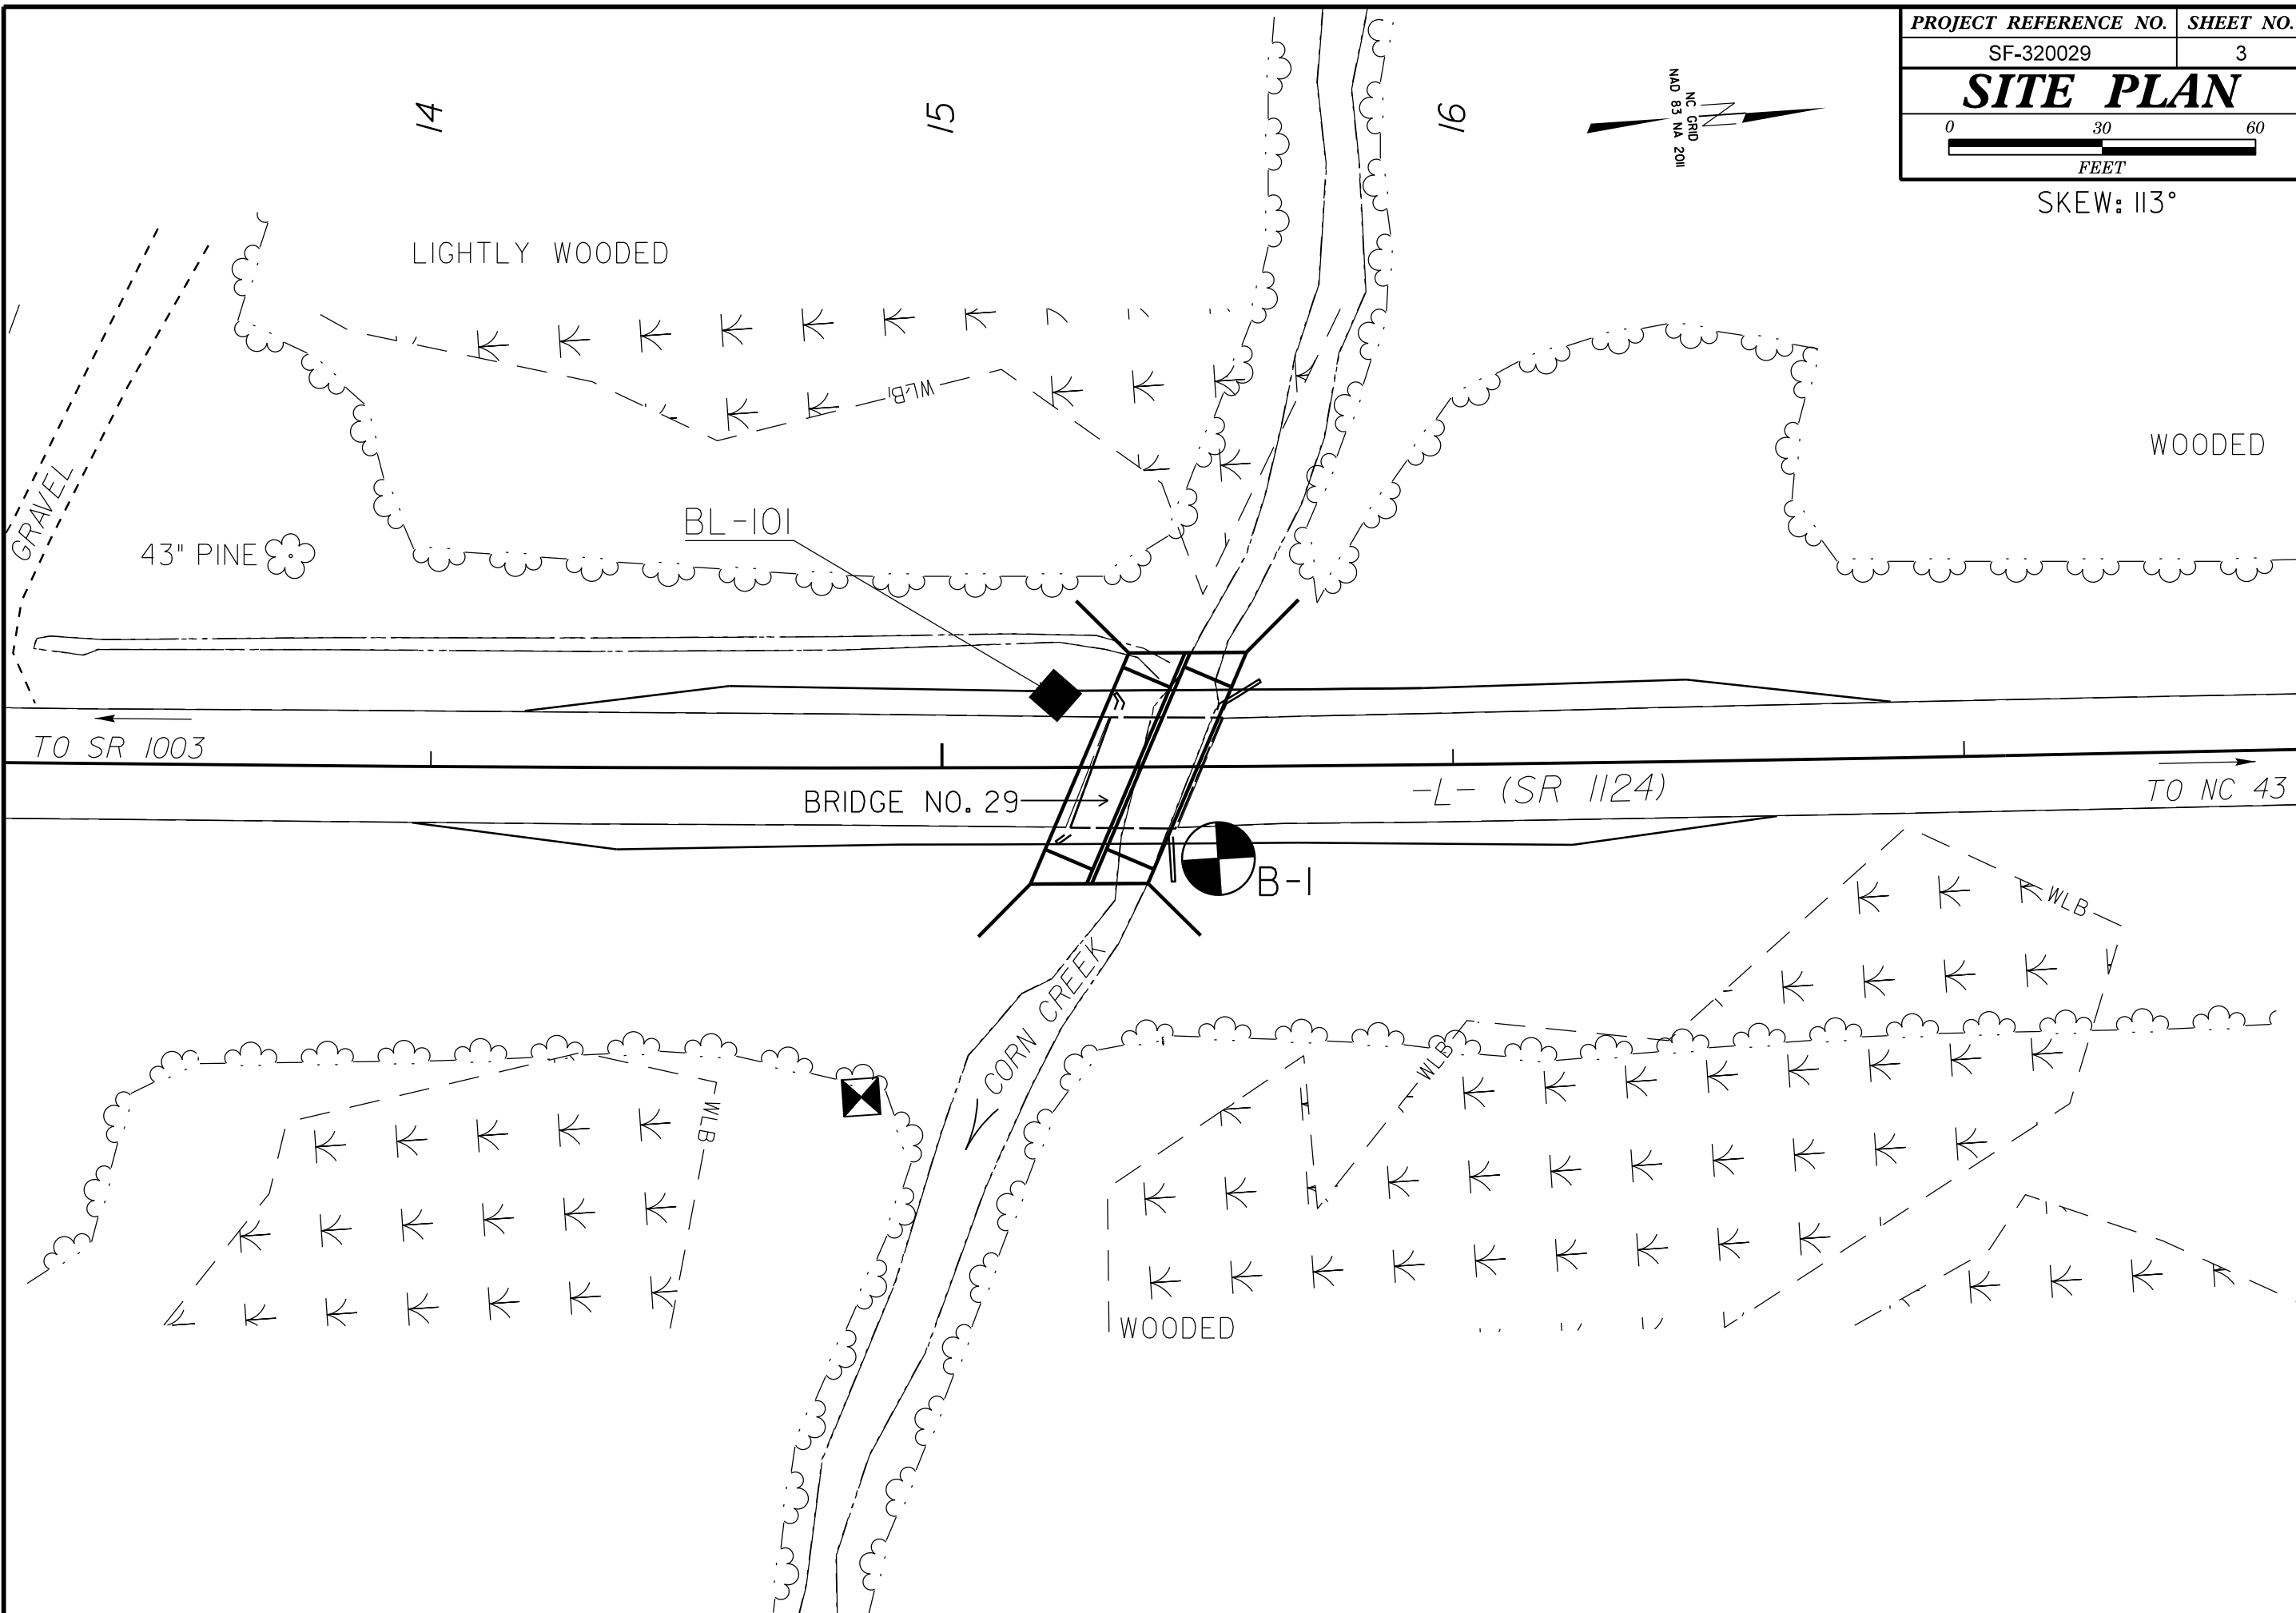 PROJECT REFERENCE NO. SHEET NO.
SF-320029 3
SITE PLAN
0 30 60
FEET
SKEW: 113°
14 15 16
NC GRID
NAD 83 NA 2011
LIGHTLY WOODED
WLB
WOODED
GRAVEL
43" PINE
BL-101
TO SR 1003
BRIDGE NO. 29
-L- (SR 1124)
TO NC 43
B-1
WLB
CORN CREEK
WLB
WLB
WOODED